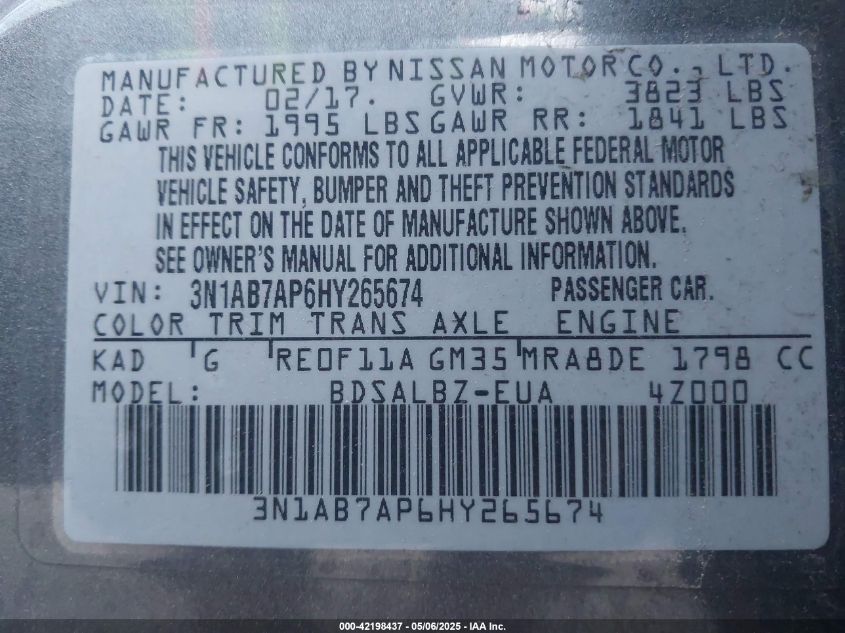 MANUFACTURED BY NISSAN MOTOR CO., LTD.
DATE: 02/17. GVWR: 3823 LBS
GAWR FR: 1995 LBS GAWR RR: 1841 LBS
THIS VEHICLE CONFORMS TO ALL APPLICABLE FEDERAL MOTOR
VEHICLE SAFETY, BUMPER AND THEFT PREVENTION STANDARDS
IN EFFECT ON THE DATE OF MANUFACTURE SHOWN ABOVE.
SEE OWNER'S MANUAL FOR ADDITIONAL INFORMATION.
VIN: 3N1AB7AP6HY265674 PASSENGER CAR.
COLOR TRIM TRANS AXLE ENGINE
KAD G RE0F11A GM35 MRA8DE 1798 CC
MODEL: BDSALBZ-EUA 4Z000
3N1AB7AP6HY265674
000-42198437 - 05/06/2025 - IAA Inc.